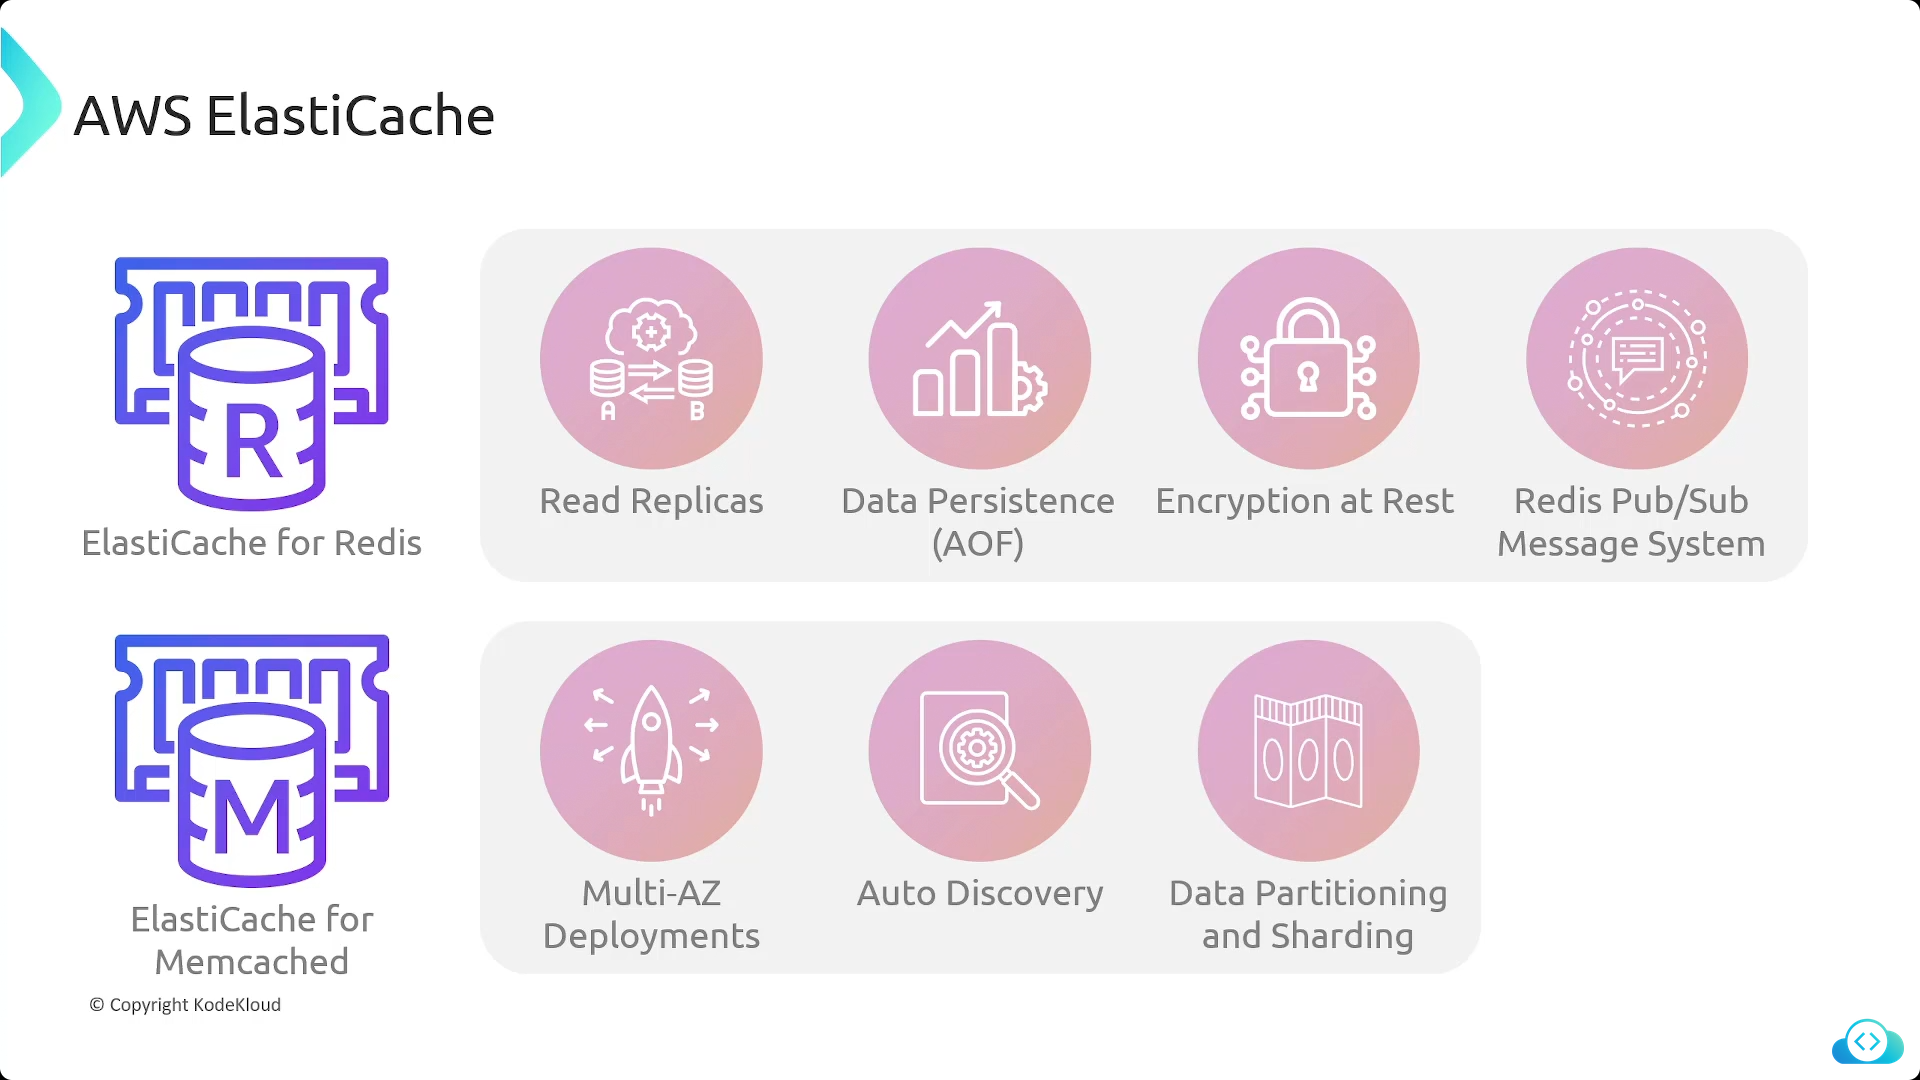 AWS ElastiCache
R
ElastiCache for Redis
A B
Read Replicas
Data Persistence
(AOF)
Encryption at Rest
Redis Pub/Sub
Message System
M
ElastiCache for
Memcached
Multi-AZ
Deployments
Auto Discovery
Data Partitioning
and Sharding
© Copyright KodeKloud